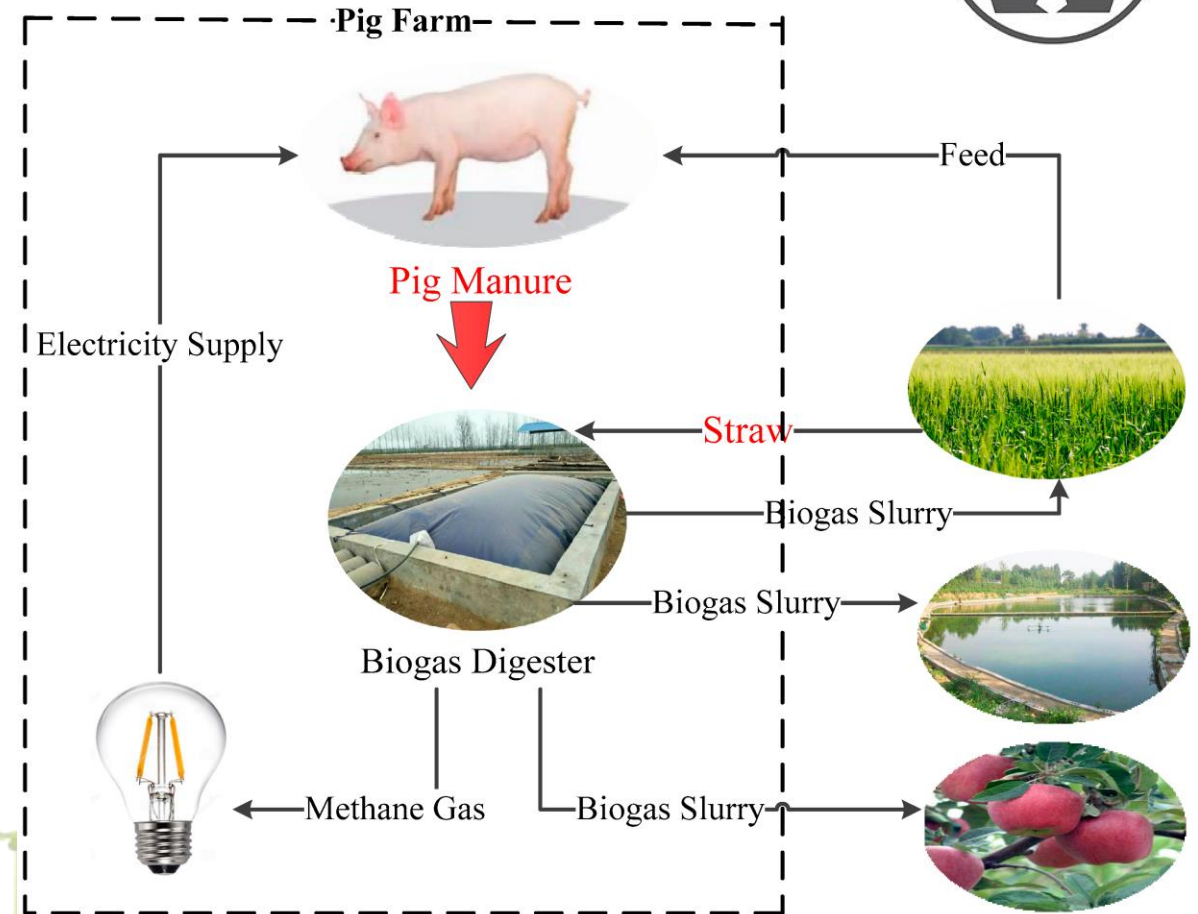 Pig Farm
Feed
Pig Manure
Electricity Supply
Straw
Biogas Slurry
Biogas Slurry
Biogas Digester
Methane Gas
Biogas Slurry